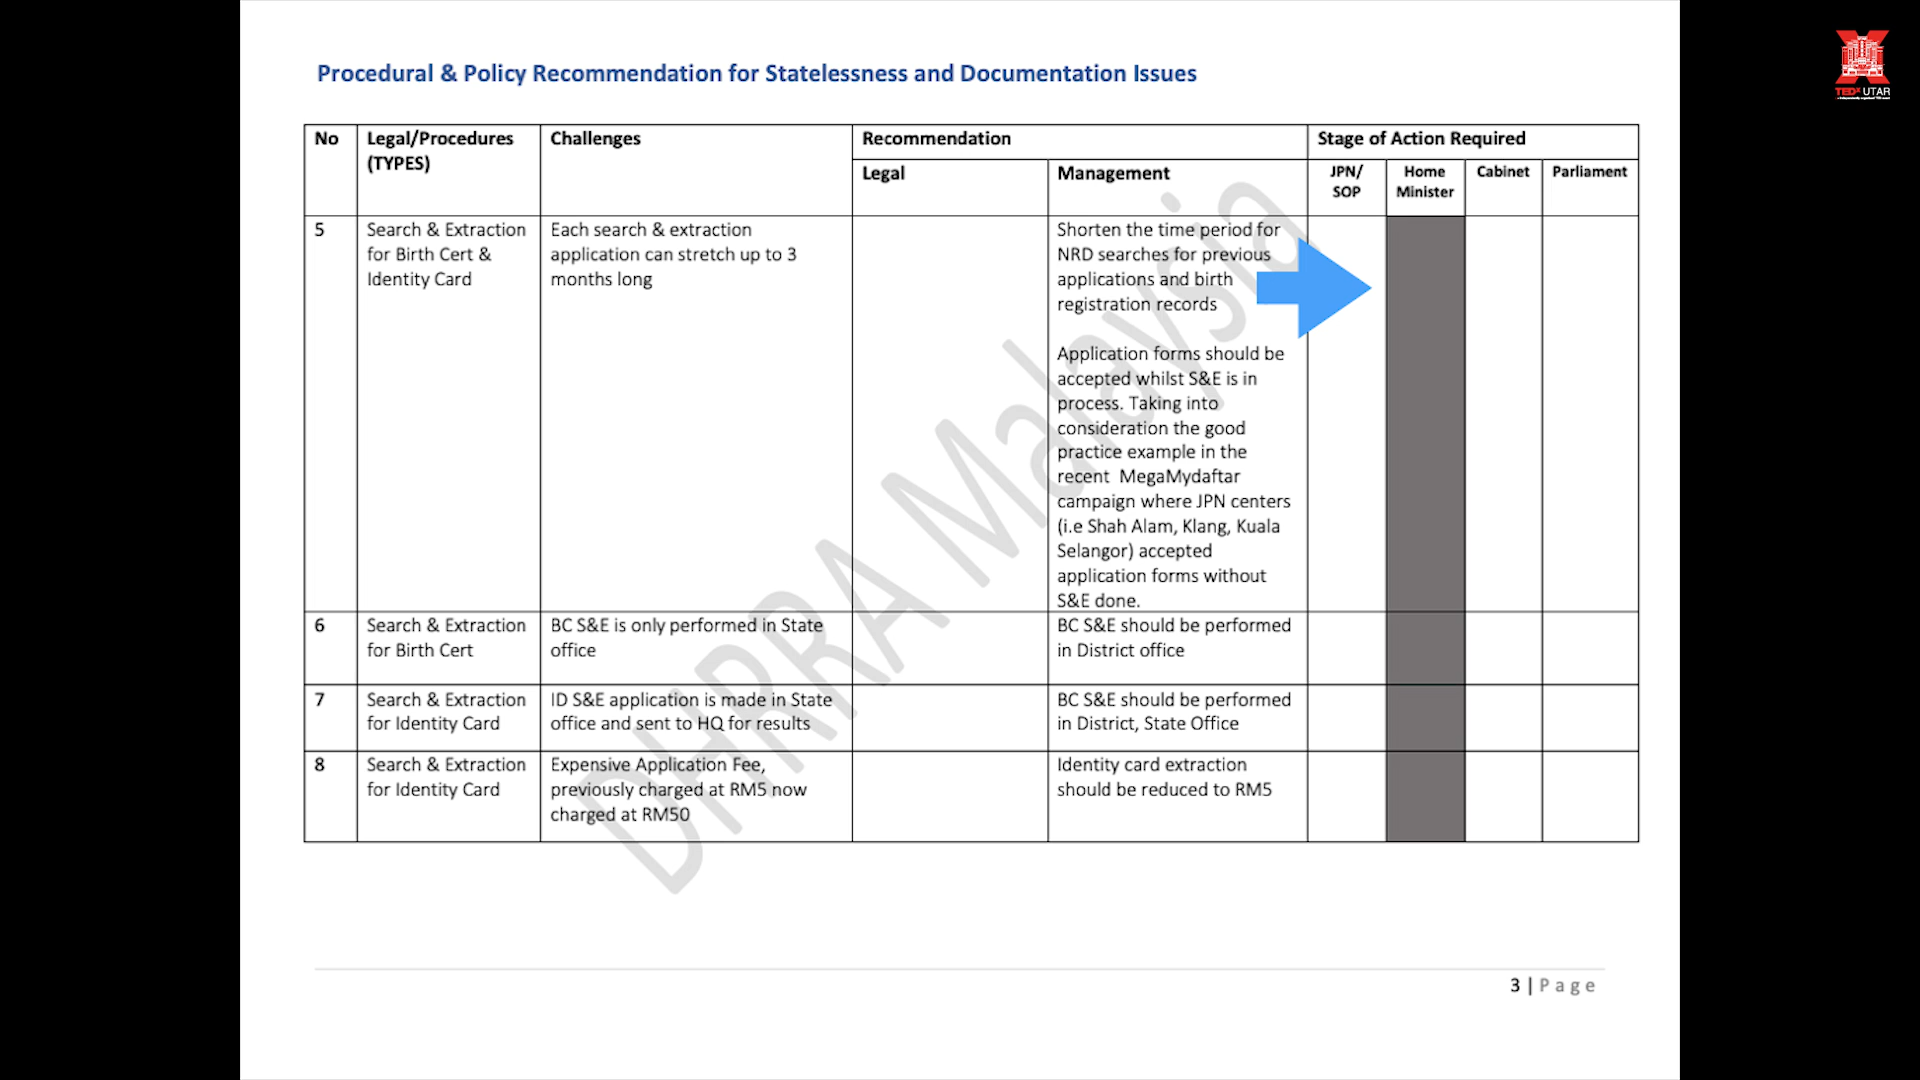 Procedural & Policy Recommendation for Statelessness and Documentation Issues
TEDx UTAR
No
Legal/Procedures
(TYPES)
Challenges
Recommendation
Stage of Action Required
Legal
Management
JPN/
SOP
Home
Minister
Cabinet
Parliament
5
Search & Extraction
for Birth Cert &
Identity Card
Each search & extraction
application can stretch up to 3
months long
Shorten the time period for
NRD searches for previous
applications and birth
registration records
Application forms should be
accepted whilst S&E is in
process. Taking into
consideration the good
practice example in the
recent MegaMydaftar
campaign where JPN centers
(i.e Shah Alam, Klang, Kuala
Selangor) accepted
application forms without
S&E done.
6
Search & Extraction
for Birth Cert
BC S&E is only performed in State
office
BC S&E should be performed
in District office
7
Search & Extraction
for Identity Card
ID S&E application is made in State
office and sent to HQ for results
BC S&E should be performed
in District, State Office
8
Search & Extraction
for Identity Card
Expensive Application Fee,
previously charged at RM5 now
charged at RM50
Identity card extraction
should be reduced to RM5
DHRRA Malaysia
3 | Page